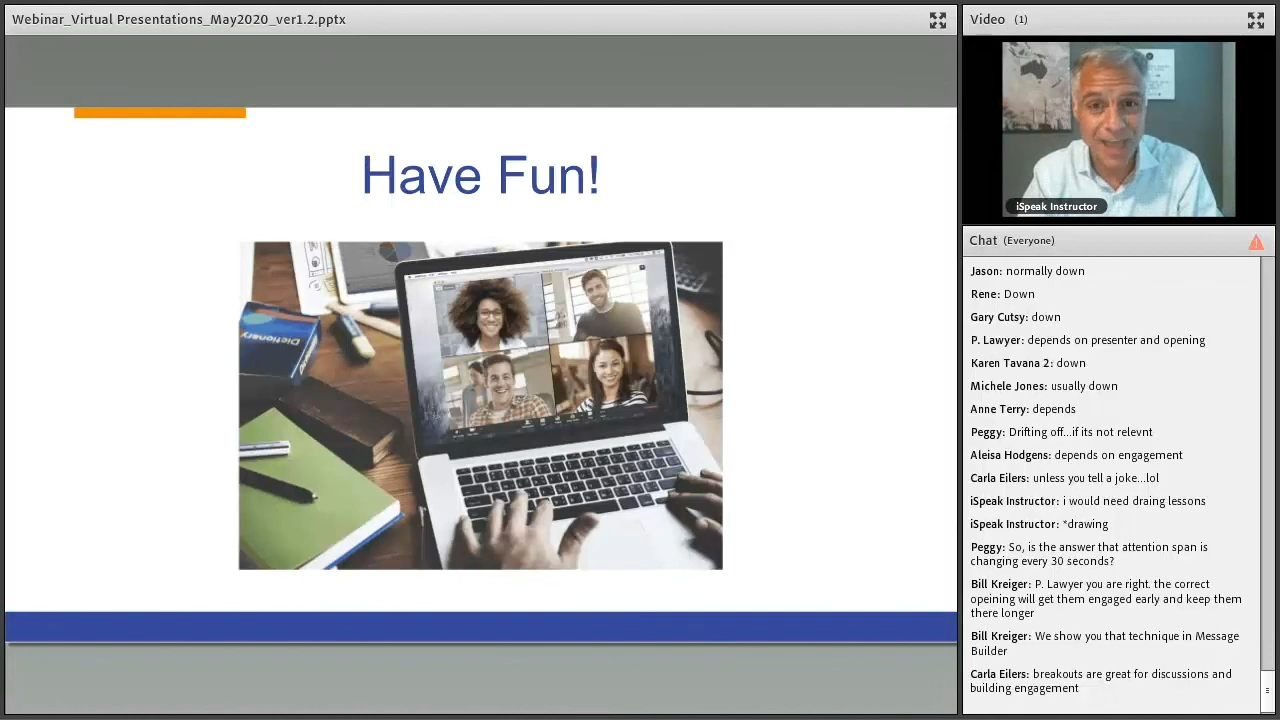 Webinar_Virtual Presentations_May2020_ver1.2.pptx
Have Fun!
Dictionary
Video (1)
iSpeak Instructor
Chat (Everyone)
Jason: normally down
Rene: Down
Gary Cutsy: down
P. Lawyer: depends on presenter and opening
Karen Tavana 2: down
Michele Jones: usually down
Anne Terry: depends
Peggy: Drifting off...if its not relevnt
Aleisa Hodgens: depends on engagement
Carla Eilers: unless you tell a joke...lol
iSpeak Instructor: i would need draing lessons
iSpeak Instructor: *drawing
Peggy: So, is the answer that attention span is
changing every 30 seconds?
Bill Kreiger: P. Lawyer you are right. the correct
opeining will get them engaged early and keep them
there longer
Bill Kreiger: We show you that technique in Message
Builder
Carla Eilers: breakouts are great for discussions and
building engagement